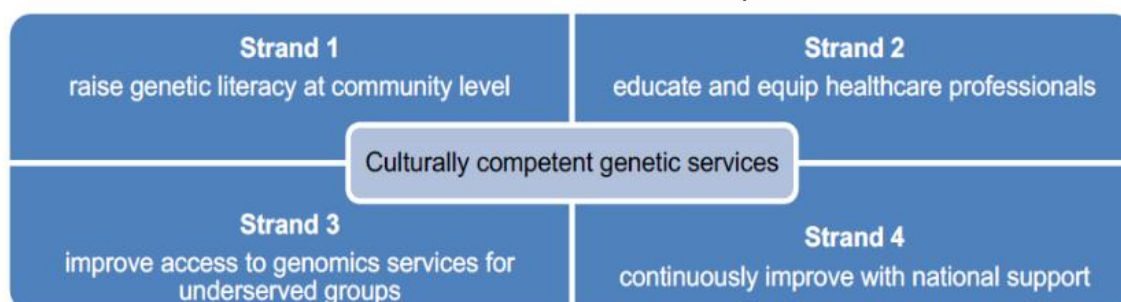 Strand 1
raise genetic literacy at community level
Strand 2
educate and equip healthcare professionals
Culturally competent genetic services
Strand 3
improve access to genomics services for
underserved groups
Strand 4
continuously improve with national support